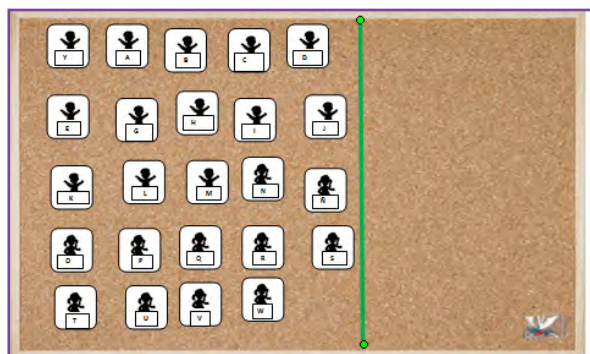 Y A B C D
E G H I J
K L M N Ñ
O P Q R S
T U V W